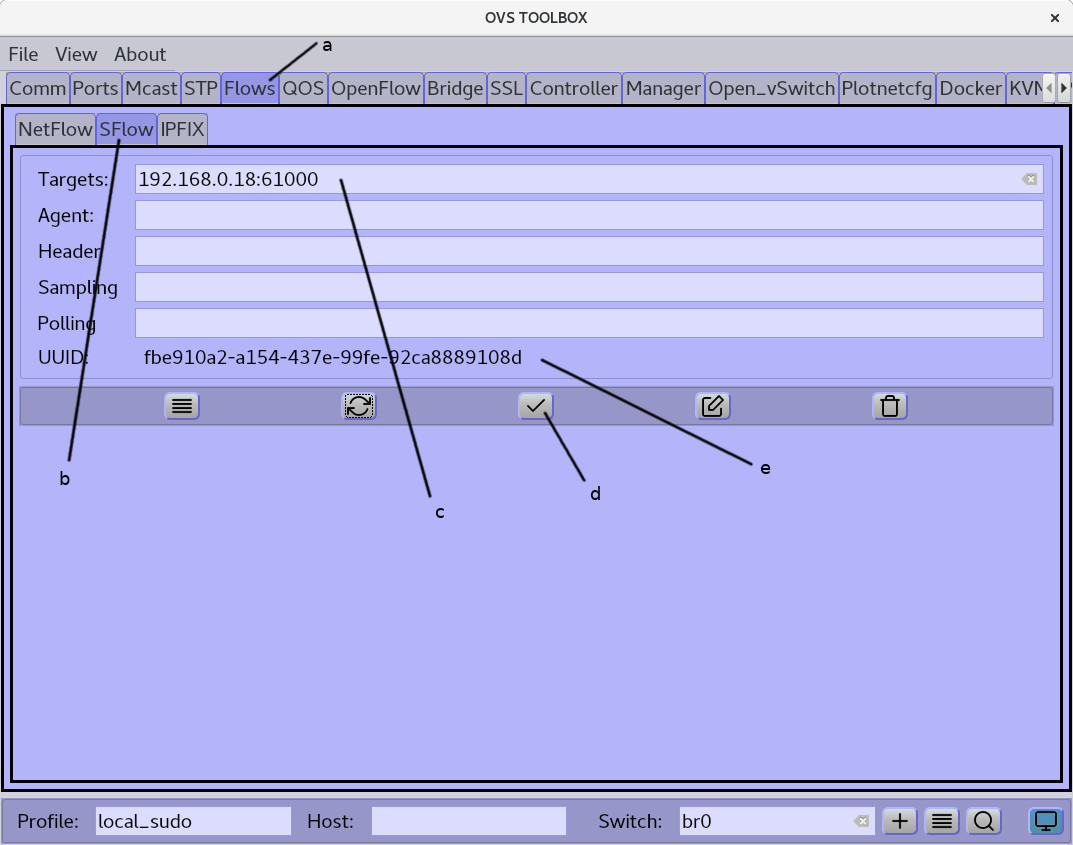 OVS TOOLBOX
File View About
a
Comm Ports Mcast STP Flows QOS OpenFlow Bridge SSL Controller Manager Open_vSwitch Plotnetcfg Docker
NetFlow SFlow IPFIX
Targets: 192.168.0.18:61000
Agent:
Header
Sampling
Polling
UUID: fbe910a2-a154-437e-99fe-92ca8889108d
e
b
d
c
Profile: local_sudo Host: Switch: br0